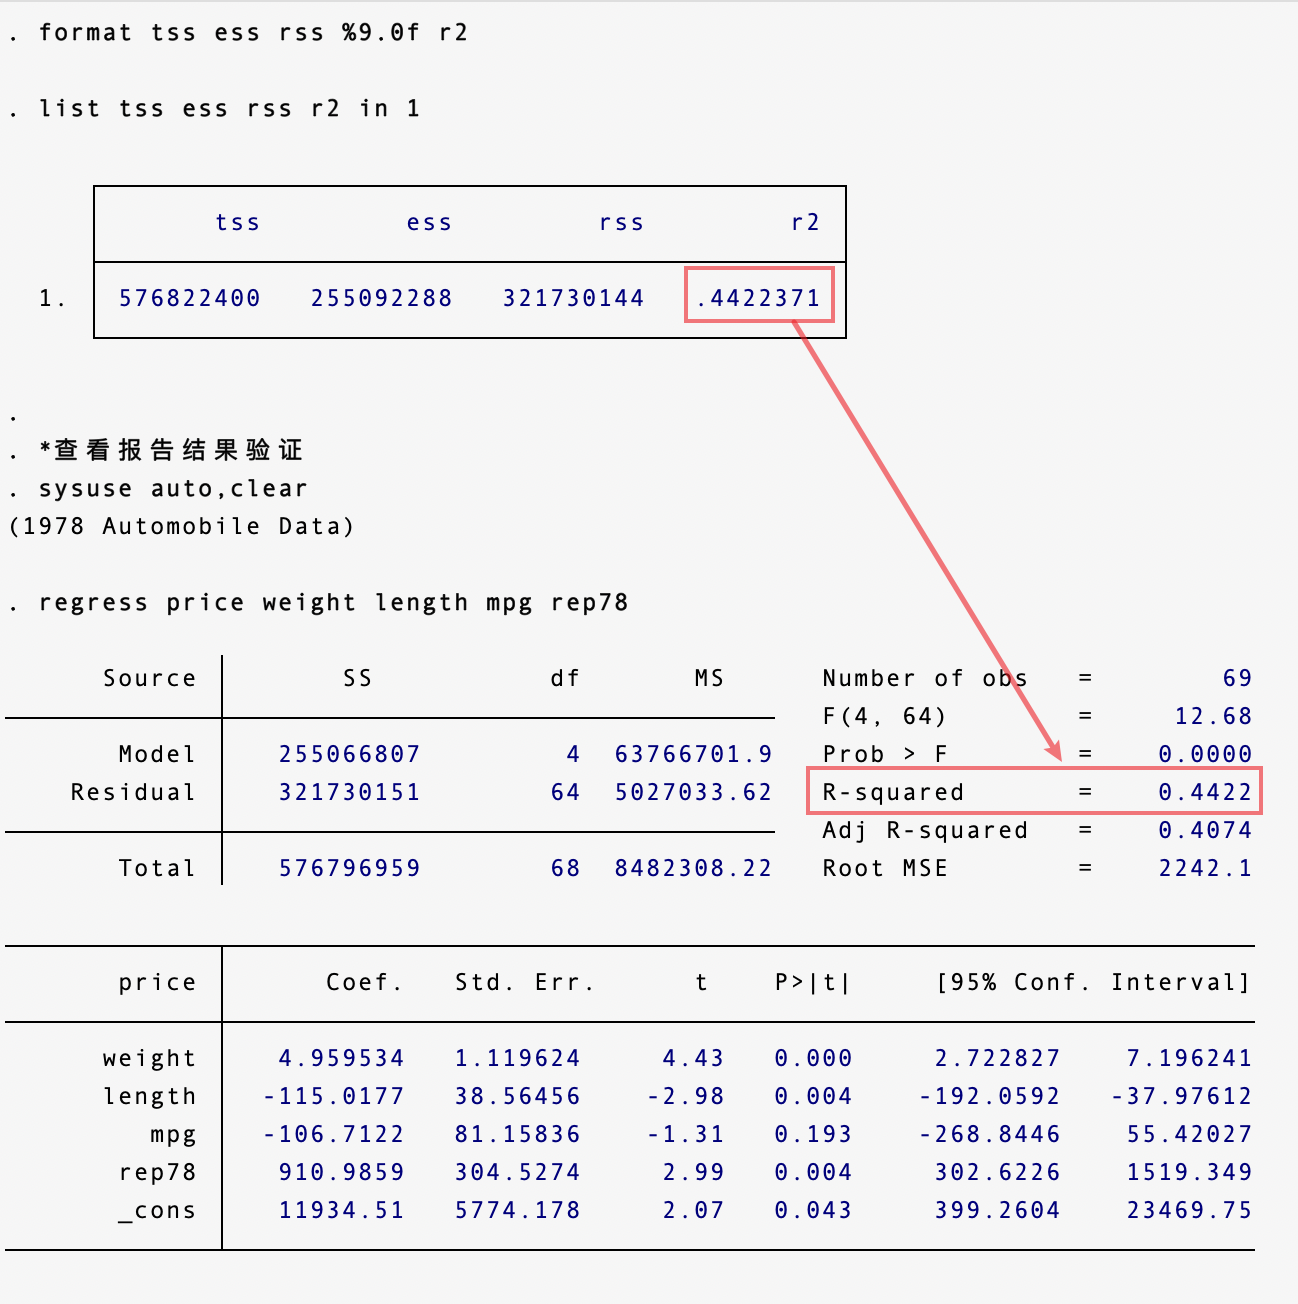 . format tss ess rss %9.0f r2
. list tss ess rss r2 in 1
tss ess rss r2
1. 576822400 255092288 321730144 .4422371
.
. *查看报告结果验证
. sysuse auto,clear
(1978 Automobile Data)
. regress price weight length mpg rep78
Source SS df MS Number of obs = 69
F(4, 64) = 12.68
Model 255066807 4 63766701.9 Prob > F = 0.0000
Residual 321730151 64 5027033.62 R-squared = 0.4422
Adj R-squared = 0.4074
Total 576796959 68 8482308.22 Root MSE = 2242.1
price Coef. Std. Err. t P>|t| [95% Conf. Interval]
weight 4.959534 1.119624 4.43 0.000 2.722827 7.196241
length -115.0177 38.56456 -2.98 0.004 -192.0592 -37.97612
mpg -106.7122 81.15836 -1.31 0.193 -268.8446 55.42027
rep78 910.9859 304.5274 2.99 0.004 302.6226 1519.349
_cons 11934.51 5774.178 2.07 0.043 399.2604 23469.75